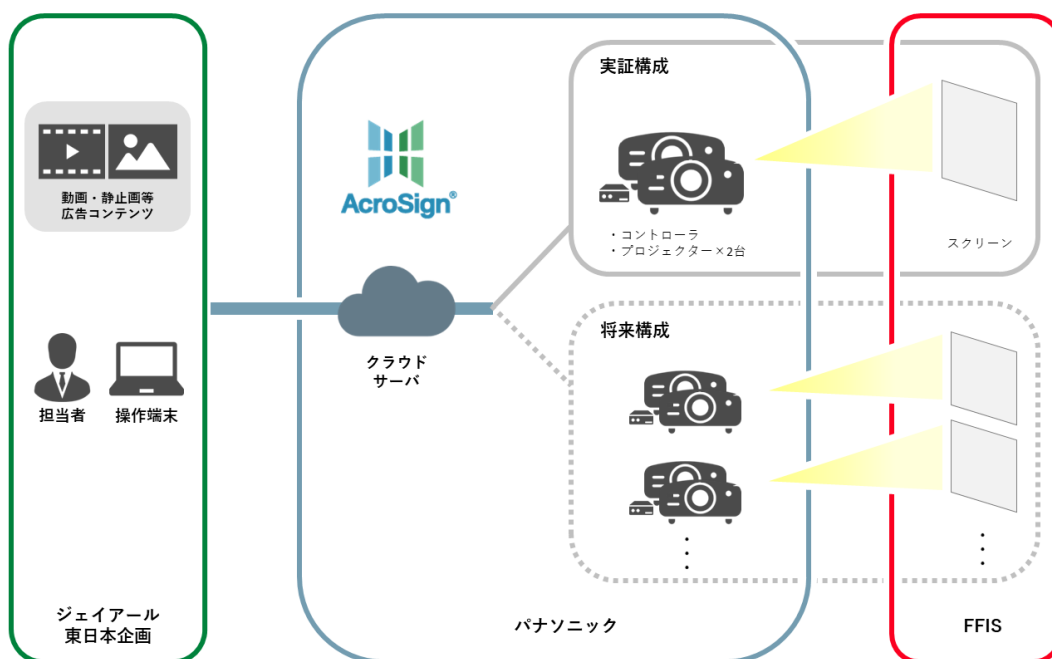 動画・静止画等
広告コンテンツ
担当者
操作端末
ジェイアール
東日本企画
AcroSign®
クラウド
サーバ
パナソニック
実証構成
・コントローラ
・プロジェクター×2台
スクリーン
将来構成
FFIS